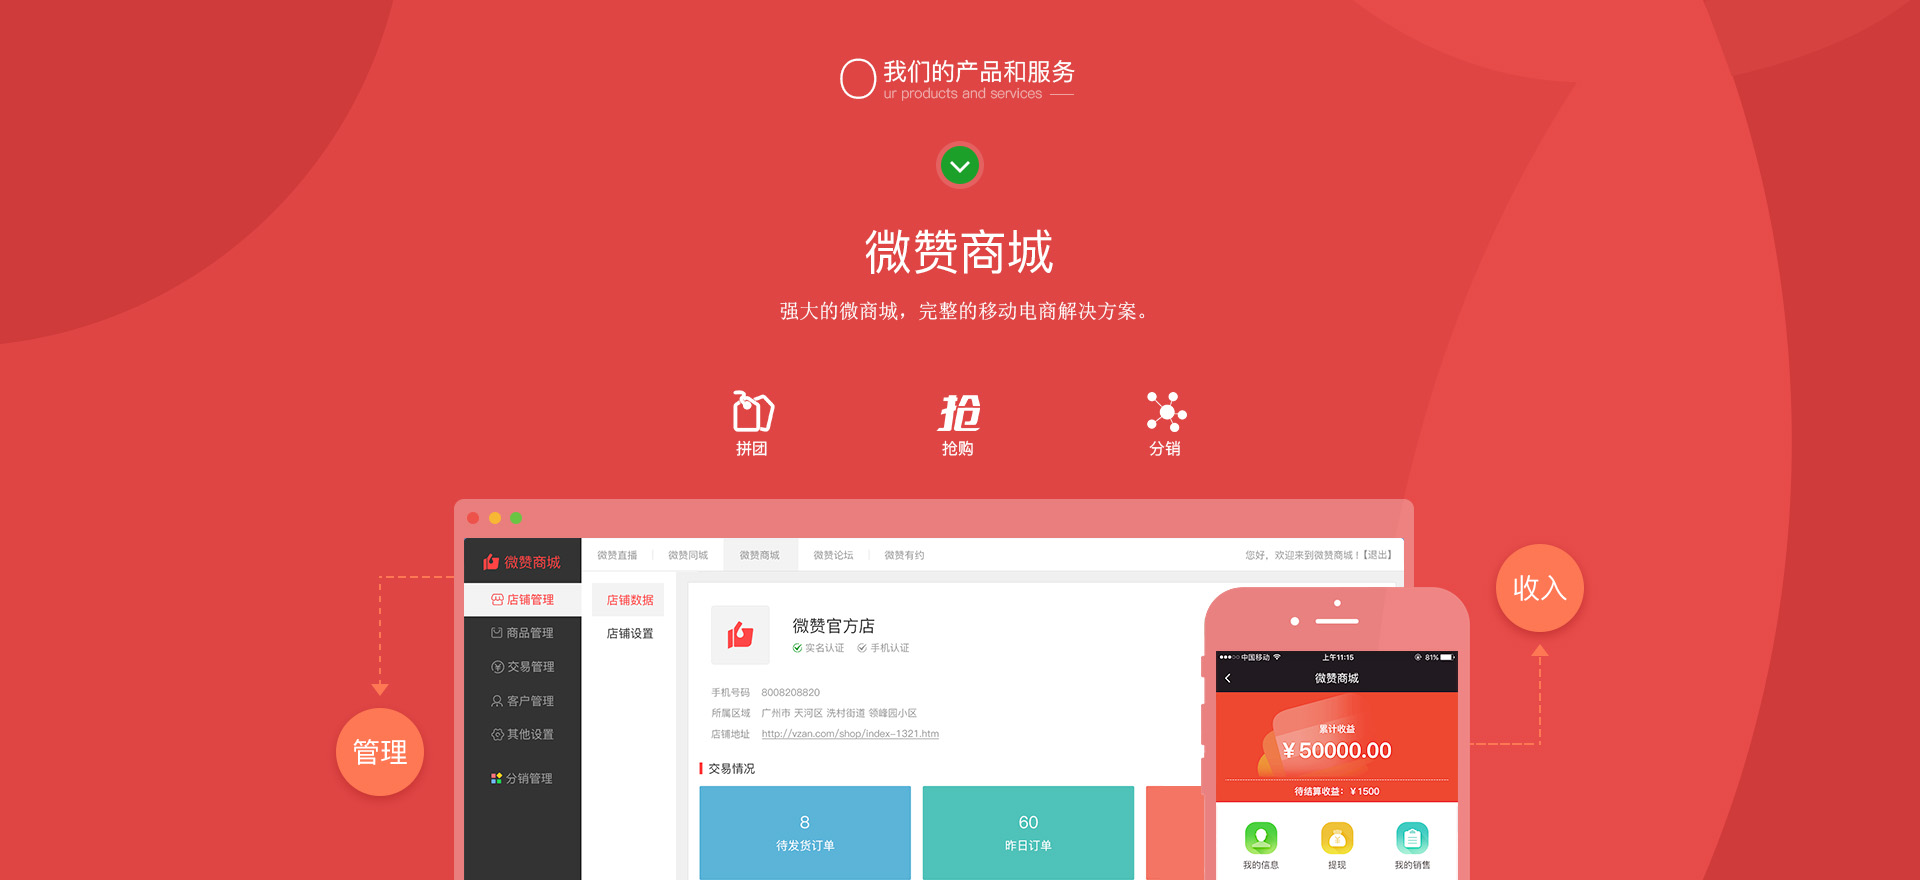 我们的产品和服务
ur products and services
微赞商城
强大的微商城，完整的移动电商解决方案。
抢
拼团
抢购
分销
微赞商城
微赞直播
微赞同城
微赞商城
微赞论坛
微赞有约
您好，欢迎来到微赞商城！【退出】
店铺管理
商品管理
交易管理
客户管理
其他设置
分销管理
店铺数据
店铺设置
微赞官方店
实名认证
手机认证
手机号码 8008208820
所属区域 广州市 天河区 冼村街道 领峰园小区
店铺地址 http://vzan.com/shop/index-1321.htm
交易情况
8
待发货订单
60
昨日订单
管理
收入
中国移动 上午11:15 81%
微赞商城
累计收益
¥50000.00
待结算收益：¥1500
我的信息
提现
我的销售